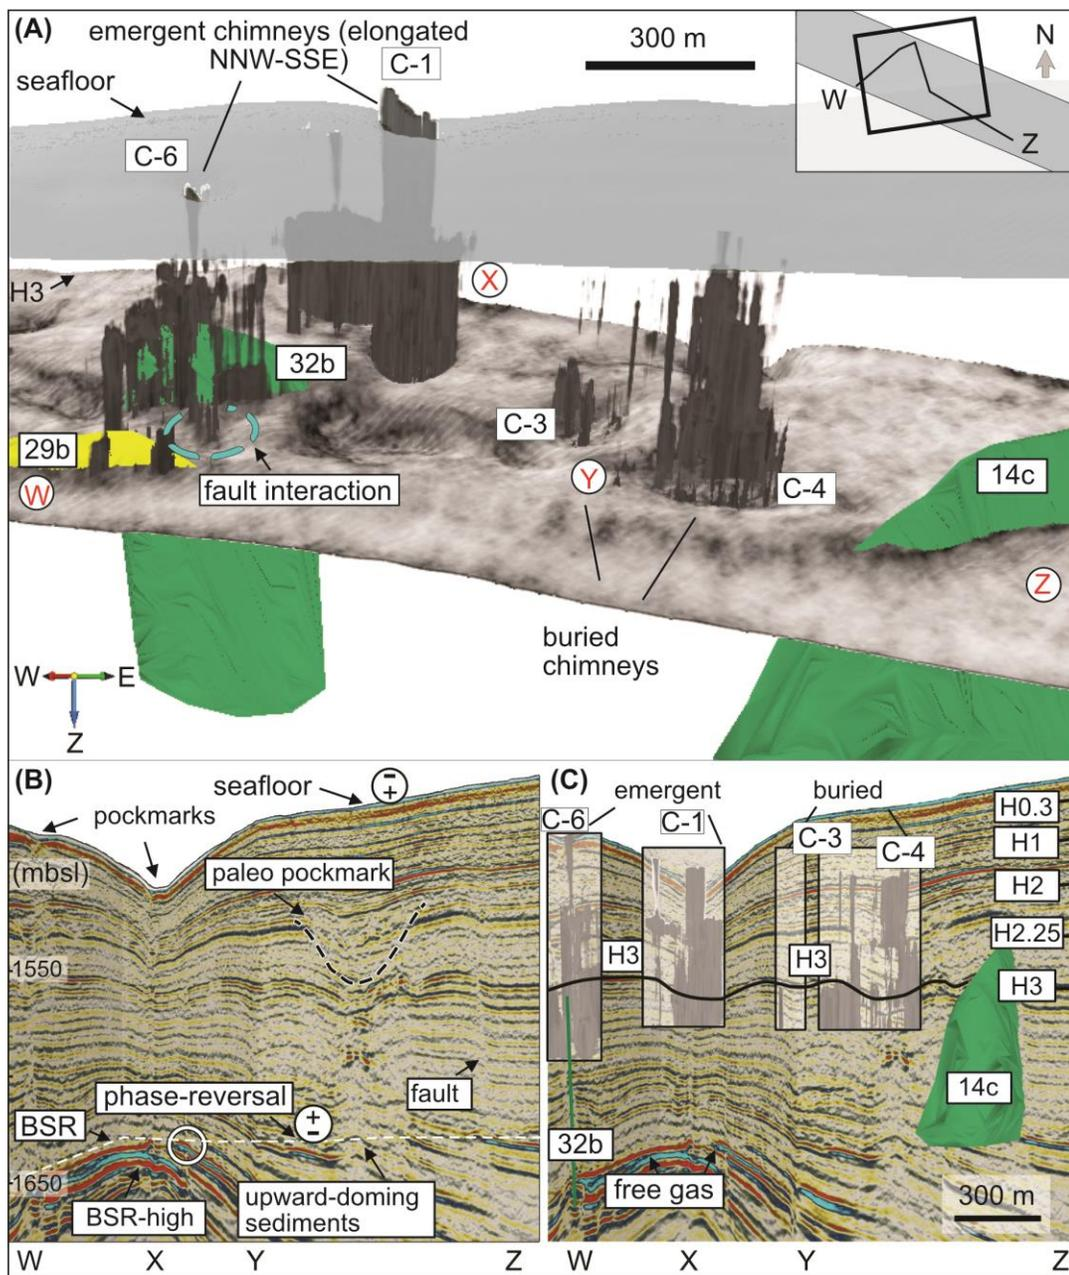 (A)
emergent chimneys (elongated
NNW-SSE)
C-1
300 m
N
W
Z
seafloor
C-6
H3
X
32b
C-3
29b
W
fault interaction
Y
C-4
14c
Z
buried
chimneys
W
E
Z
(B)
seafloor
-
+
pockmarks
(mbsl)
paleo pockmark
1550
fault
phase-reversal
+
-
BSR
1650
BSR-high
upward-doming
sediments
W
X
Y
Z
(C)
emergent
buried
C-6
C-1
C-3
C-4
H0.3
H1
H2
H2.25
H3
H3
H3
14c
32b
free gas
300 m
W
X
Y
Z